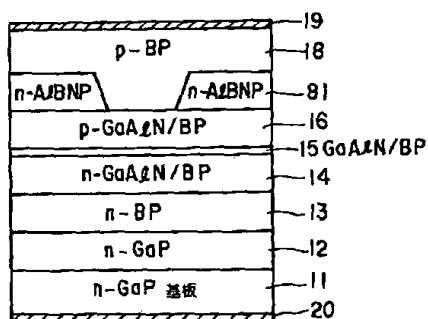 19
p-BP 18
n-AlBNP n-AlBNP 81
p-GaAlN/BP 16
15 GaAlN/BP
n-GaAlN/BP 14
n-BP 13
n-GaP 12
n-GaP 基板 11
20